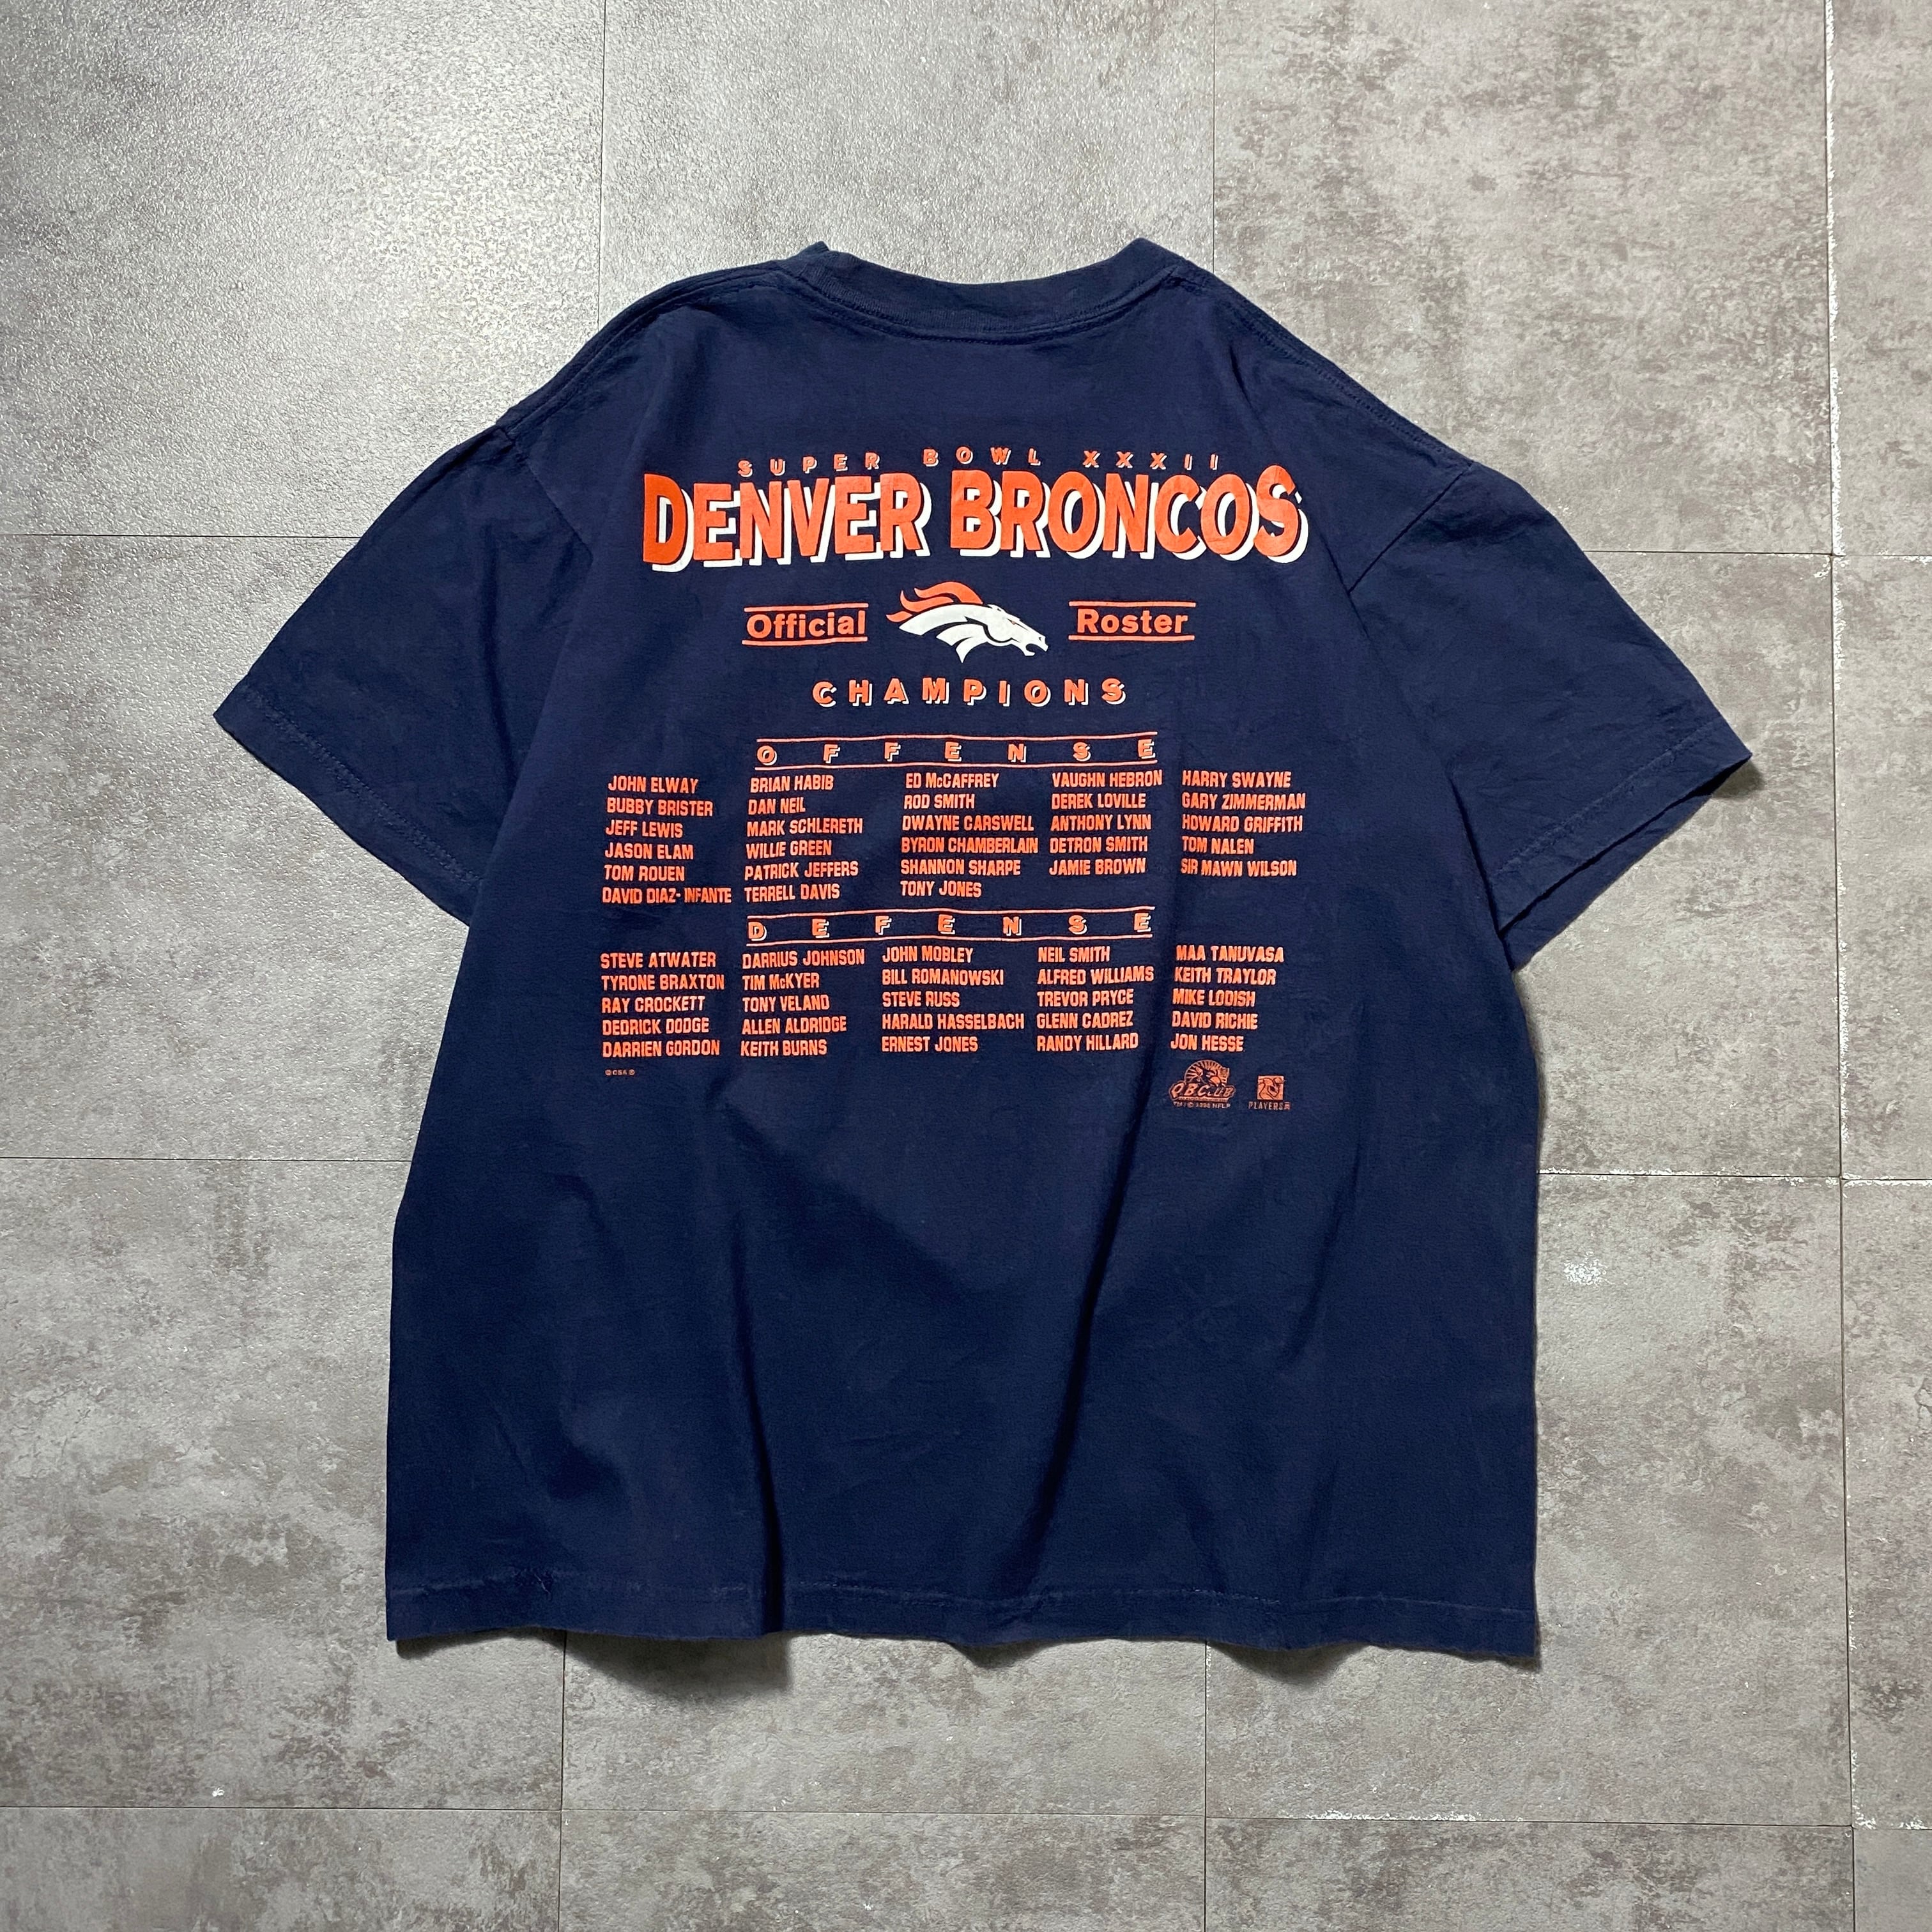 SUPER BOWL XXXII
DENVER BRONCOS
Official Roster
CHAMPIONS
OFFENSE
JOHN ELWAY BRIAN HABIB ED McCAFFREY VAUGHN HEBRON HARRY SWAYNE
BUBBY BRISTER DAN NEIL ROD SMITH DEREK LOVILLE GARY ZIMMERMAN
JEFF LEWIS MARK SCHLERETH DWAYNE CARSWELL ANTHONY LYNN HOWARD GRIFFITH
JASON ELAM WILLIE GREEN BYRON CHAMBERLAIN DETRON SMITH TOM NALEN
TOM ROUEN PATRICK JEFFERS SHANNON SHARPE JAMIE BROWN SIR MAWN WILSON
DAVID DIAZ-INFANTE TERRELL DAVIS TONY JONES
DEFENSE
STEVE ATWATER DARRIUS JOHNSON JOHN MOBLEY NEIL SMITH MAA TANUVASA
TYRONE BRAXTON TIM McKYER BILL ROMANOWSKI ALFRED WILLIAMS KEITH TRAYLOR
RAY CROCKETT TONY VELAND STEVE RUSS TREVOR PRYCE MIKE LODISH
DEDRICK DODGE ALLEN ALDRIDGE HARALD HASSELBACH GLENN CADREZ DAVID RICHIE
DARRIEN GORDON KEITH BURNS ERNEST JONES RANDY HILLARD JON HESSE
©CSA®
Q.B.CLUB
PLAYERS